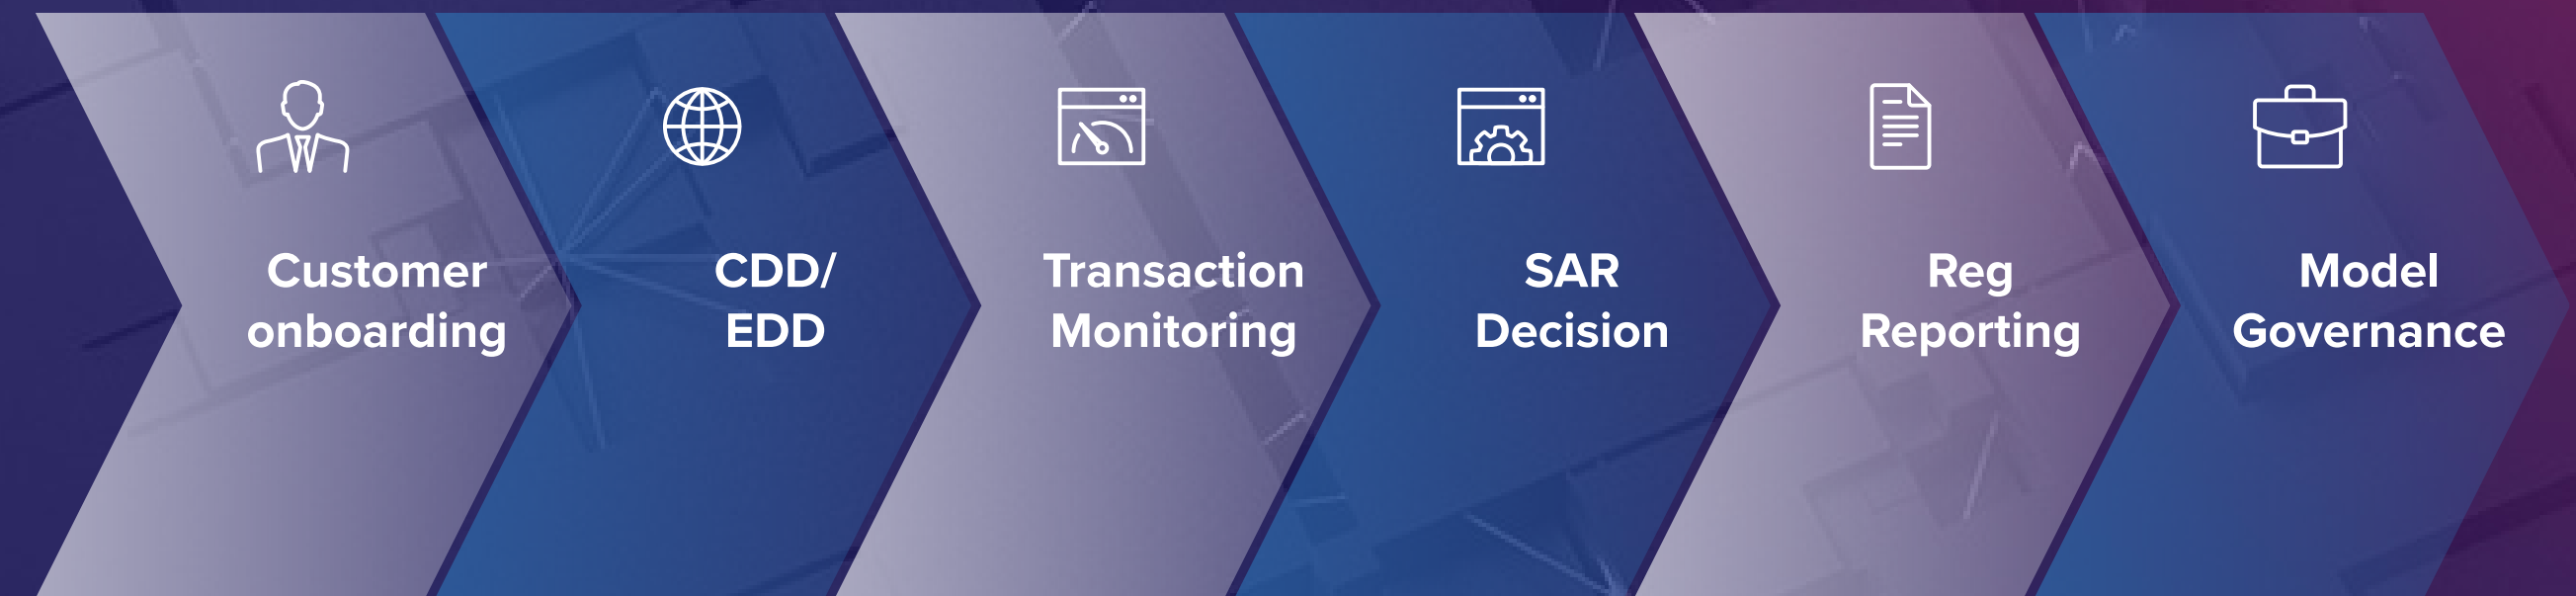 Customer
onboarding
CDD/
EDD
Transaction
Monitoring
SAR
Decision
Reg
Reporting
Model
Governance